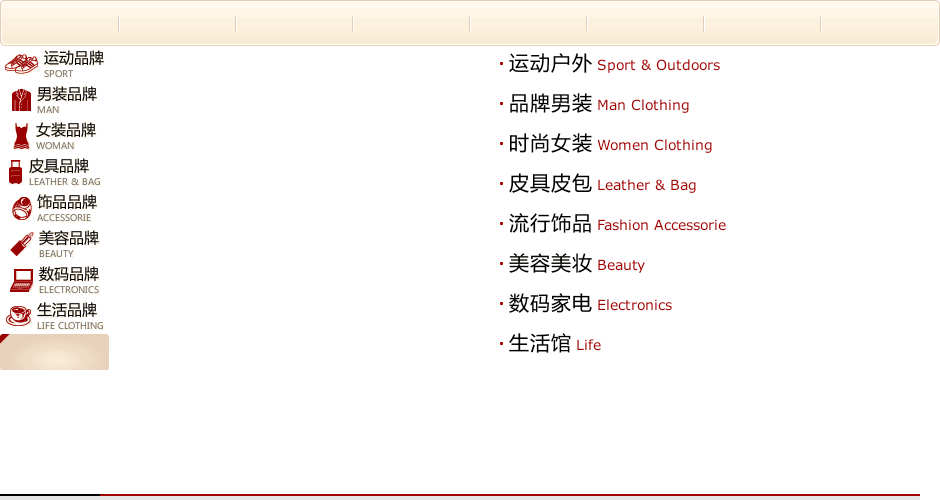 运动品牌
SPORT
男装品牌
MAN
女装品牌
WOMAN
皮具品牌
LEATHER & BAG
饰品品牌
ACCESSORIE
美容品牌
BEAUTY
数码品牌
ELECTRONICS
生活品牌
LIFE CLOTHING
运动户外 Sport & Outdoors
品牌男装 Man Clothing
时尚女装 Women Clothing
皮具皮包 Leather & Bag
流行饰品 Fashion Accessorie
美容美妆 Beauty
数码家电 Electronics
生活馆 Life